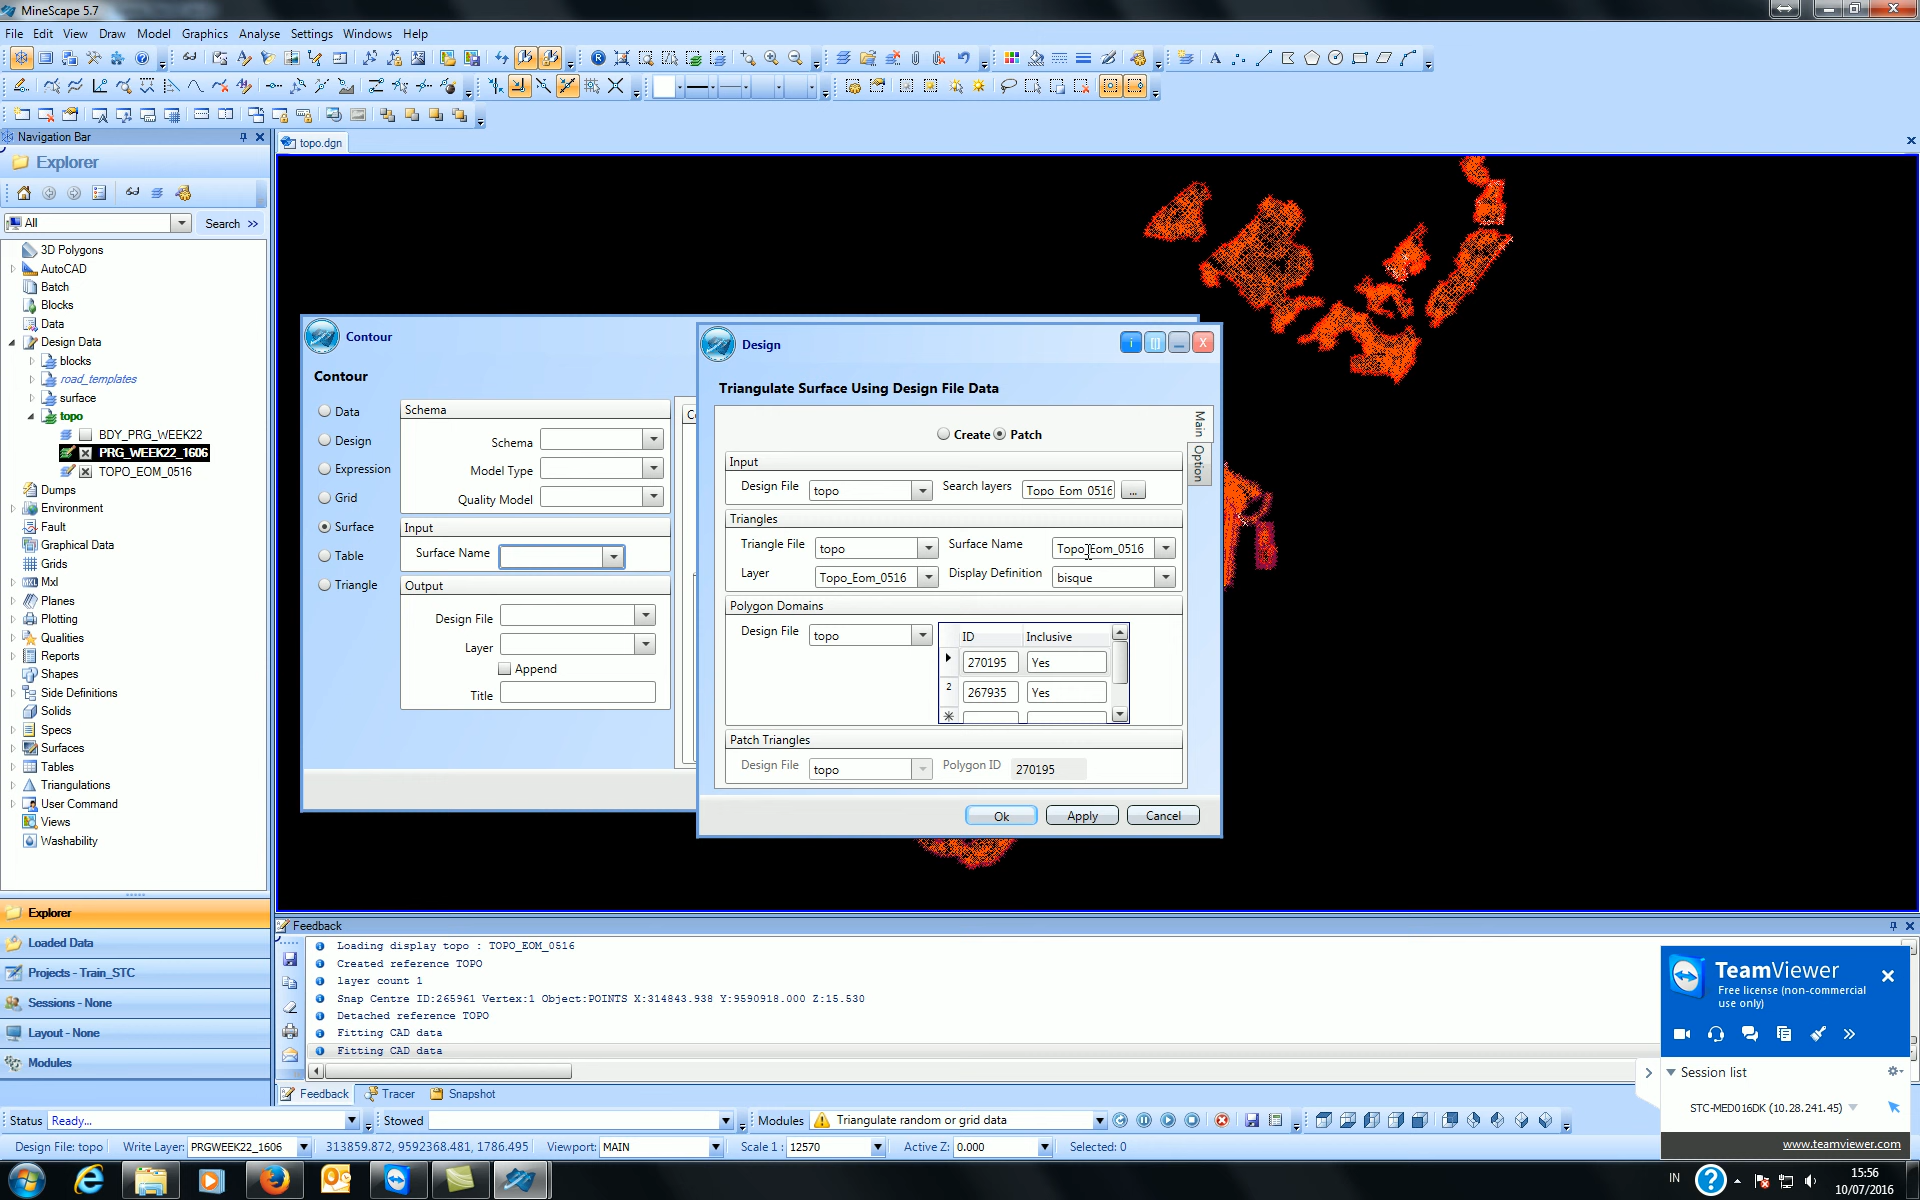 MineScape 5.7
File Edit View Draw Model Graphics Analyse Settings Windows Help
Navigation Bar
topo.dgn
Explorer
All
Search »
3D Polygons
AutoCAD
Batch
Blocks
Data
Design Data
blocks
road_templates
surface
topo
BDY_PRG_WEEK22
PRG_WEEK22_1606
TOPO_EOM_0516
Dumps
Environment
Fault
Graphical Data
Grids
Mxl
Planes
Plotting
Qualities
Reports
Shapes
Side Definitions
Solids
Specs
Surfaces
Tables
Triangulations
User Command
Views
Washability
Explorer
Loaded Data
Projects - Train_STC
Sessions - None
Layout - None
Modules
Contour
Contour
Data
Design
Expression
Grid
Surface
Table
Triangle
Schema
Schema
Model Type
Quality Model
Input
Surface Name
Output
Design File
Layer
Append
Title
Design
Triangulate Surface Using Design File Data
Create Patch
Main
Option
Input
Design File topo Search layers Topo_Eom_0516 ...
Triangles
Triangle File topo Surface Name Topo_Eom_0516
Layer Topo_Eom_0516 Display Definition bisque
Polygon Domains
Design File topo
ID Inclusive
270195 Yes
2 267935 Yes
Patch Triangles
Design File topo Polygon ID 270195
Ok Apply Cancel
Feedback
Loading display topo : TOPO_EOM_0516
Created reference TOPO
layer count 1
Snap Centre ID:265961 Vertex:1 Object:POINTS X:314843.938 Y:9590918.000 Z:15.530
Detached reference TOPO
Fitting CAD data
Fitting CAD data
Feedback Tracer Snapshot
Status Ready... Stowed Modules Triangulate random or grid data
Design File: topo Write Layer: PRGWEEK22_1606 313859.872, 9592368.481, 1786.495 Viewport: MAIN Scale 1 : 12570 Active Z: 0.000 Selected: 0
TeamViewer
Free license (non-commercial
use only)
Session list
STC-MED016DK (10.28.241.45)
www.teamviewer.com
IN
15:56
10/07/2016